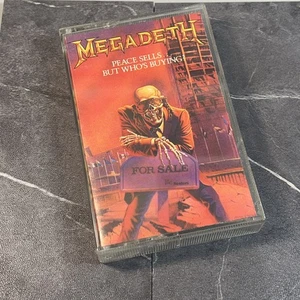 MEGADETH
PEACE SELLS...
BUT WHO'S BUYING
FOR SALE